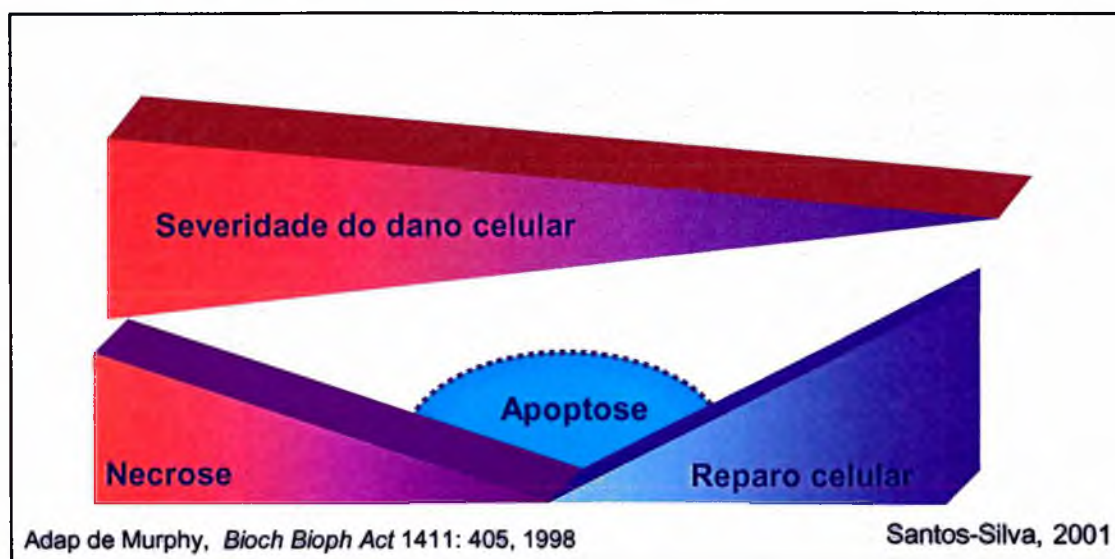 Severidade do dano celular
Apoptose
Necrose
Reparo celular
Adap de Murphy, Bioch Bioph Act 1411: 405, 1998
Santos-Silva, 2001